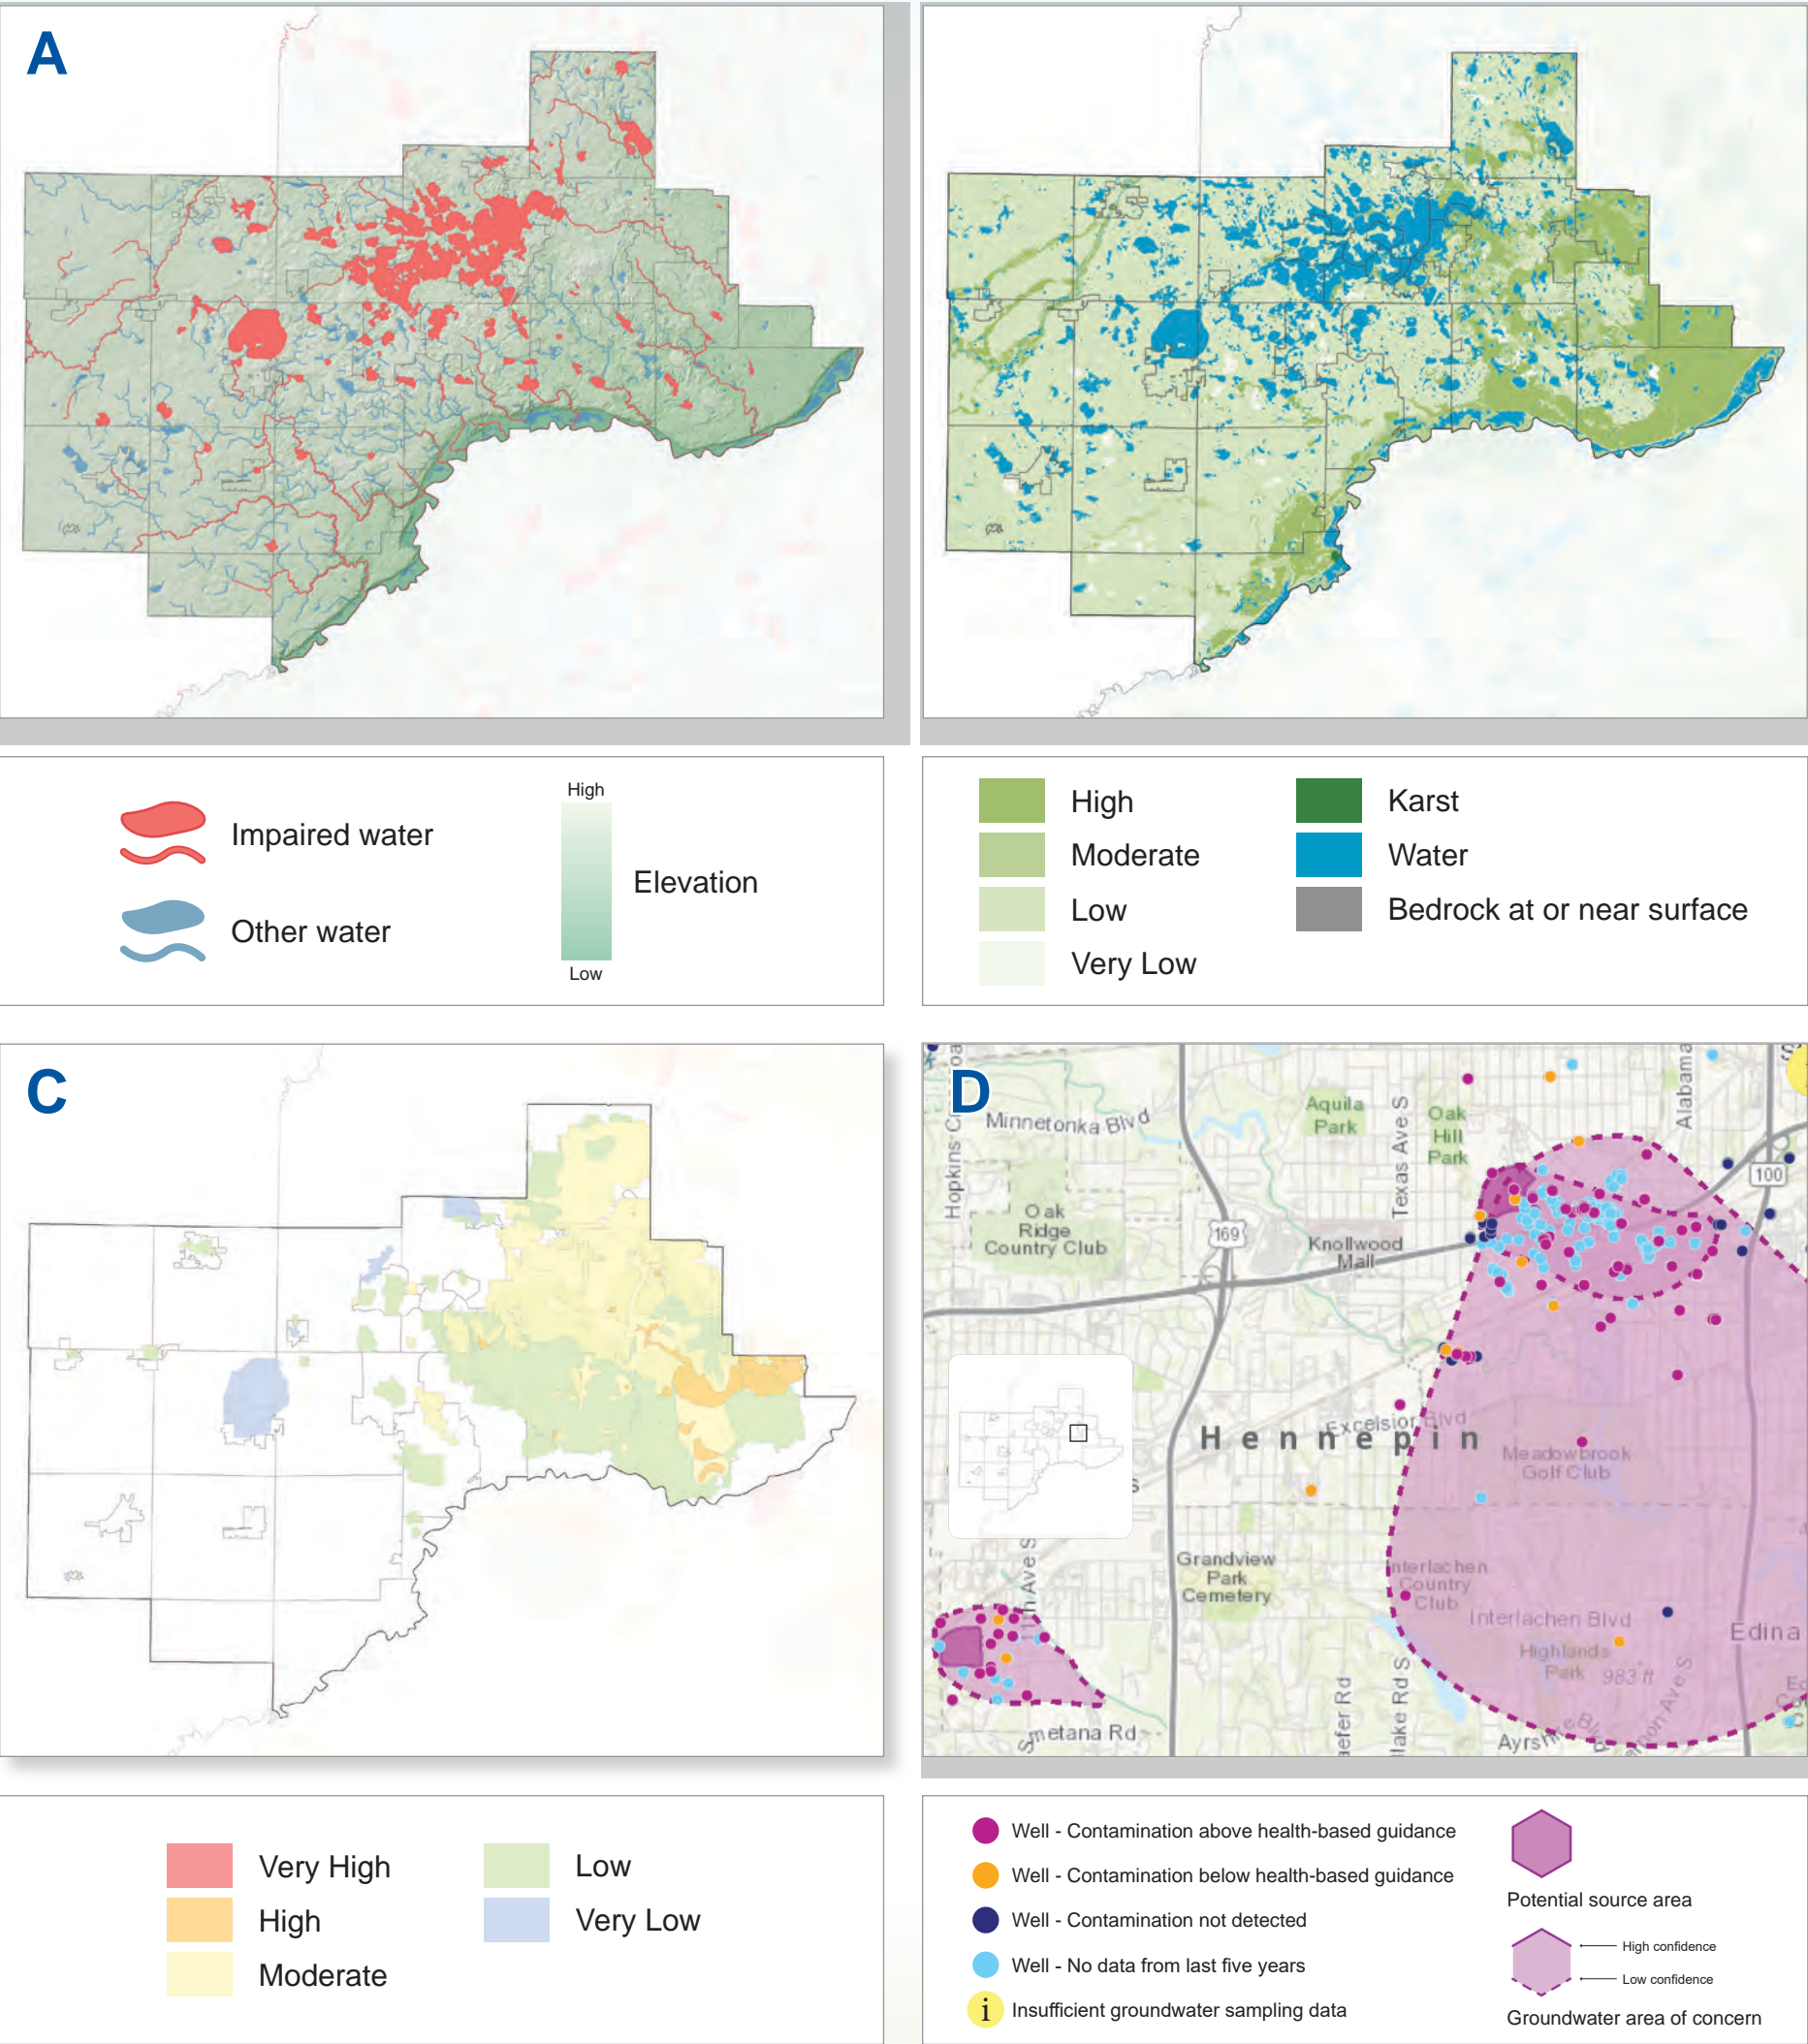 A
High
Impaired water
Elevation
Other water
Low
High
Karst
Moderate
Water
Low
Bedrock at or near surface
Very Low
C
D
Minnetonka Blvd
Aquila
Park
Texas Ave S
Oak
Hill
Park
Alabama
100
Oak
Ridge
Country Club
169
Knollwood
Mall
Excelsior Blvd
Hennepin
Meadowbrook
Golf Club
Grandview
Park
Cemetery
Interlachen
Country
Club
Interlachen Blvd
Highlands
Park
983 ft
Edina
Smetana Rd
Very High
Low
High
Very Low
Moderate
Well - Contamination above health-based guidance
Well - Contamination below health-based guidance
Well - Contamination not detected
Well - No data from last five years
i
Insufficient groundwater sampling data
Potential source area
High confidence
Low confidence
Groundwater area of concern